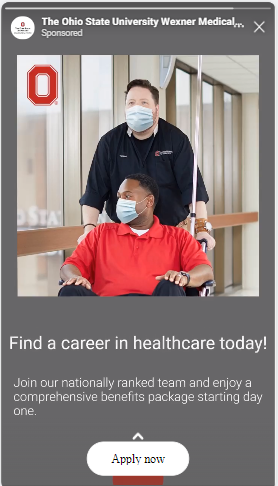 The Ohio State University Wexner Medical...
Sponsored
O
Find a career in healthcare today!
Join our nationally ranked team and enjoy a
comprehensive benefits package starting day
one.
Apply now